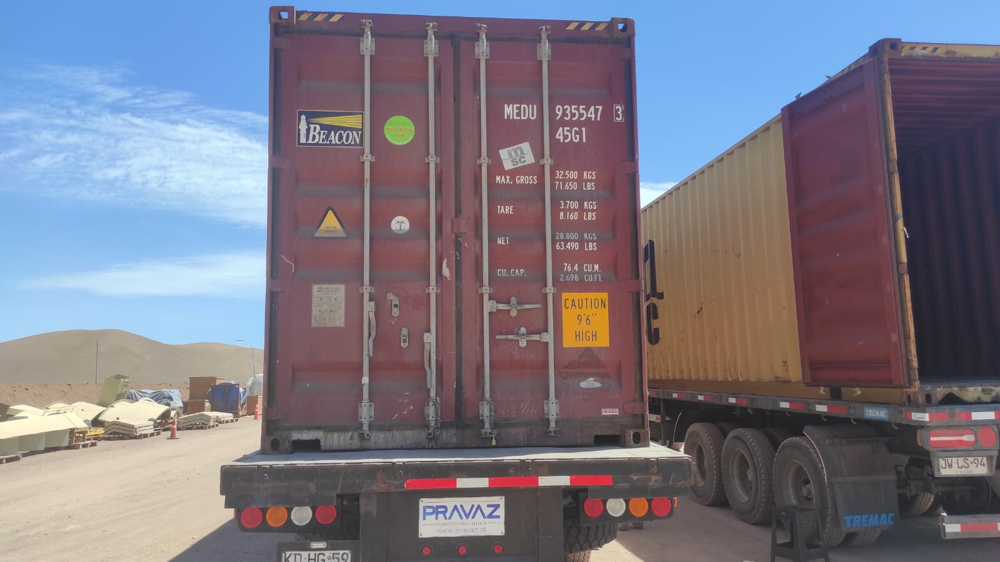 BEACON
Water Borne
Paint
MEDU 935547 3
45G1
msc
MAX. GROSS 32.500 KGS
71.650 LBS
TARE 3.700 KGS
8.160 LBS
NET 28.800 KGS
63.490 LBS
CU.CAP. 76.4 CU.M.
2.698 CU.FT.
SUPER
HEAVY
CAUTION
9'6"
HIGH
PRAVAZ
SEMIRREMOLQUES
www.pravaz.cl
KD·HG·59
TREMAC
JW·LS·94
CHILE
TREMAC